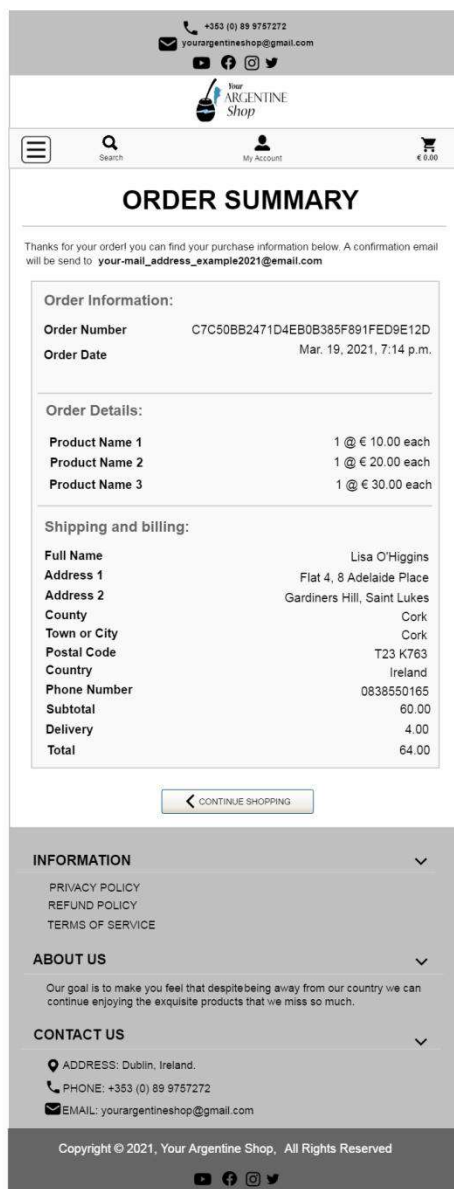 +353 (0) 89 9757272
yourargentineshop@gmail.com
Your
ARGENTINE
Shop
Search
My Account
€ 0.00
ORDER SUMMARY
Thanks for your order! you can find your purchase information below. A confirmation email
will be send to your-mail_address_example2021@email.com
Order Information:
Order Number C7C50BB2471D4EB0B385F891FED9E12D
Order Date Mar. 19, 2021, 7:14 p.m.
Order Details:
Product Name 1 1 @ € 10.00 each
Product Name 2 1 @ € 20.00 each
Product Name 3 1 @ € 30.00 each
Shipping and billing:
Full Name Lisa O'Higgins
Address 1 Flat 4, 8 Adelaide Place
Address 2 Gardiners Hill, Saint Lukes
County Cork
Town or City Cork
Postal Code T23 K763
Country Ireland
Phone Number 0838550165
Subtotal 60.00
Delivery 4.00
Total 64.00
CONTINUE SHOPPING
INFORMATION
PRIVACY POLICY
REFUND POLICY
TERMS OF SERVICE
ABOUT US
Our goal is to make you feel that despitebeing away from our country we can
continue enjoying the exquisite products that we miss so much.
CONTACT US
ADDRESS: Dublin, Ireland.
PHONE: +353 (0) 89 9757272
EMAIL: yourargentineshop@gmail.com
Copyright © 2021, Your Argentine Shop, All Rights Reserved